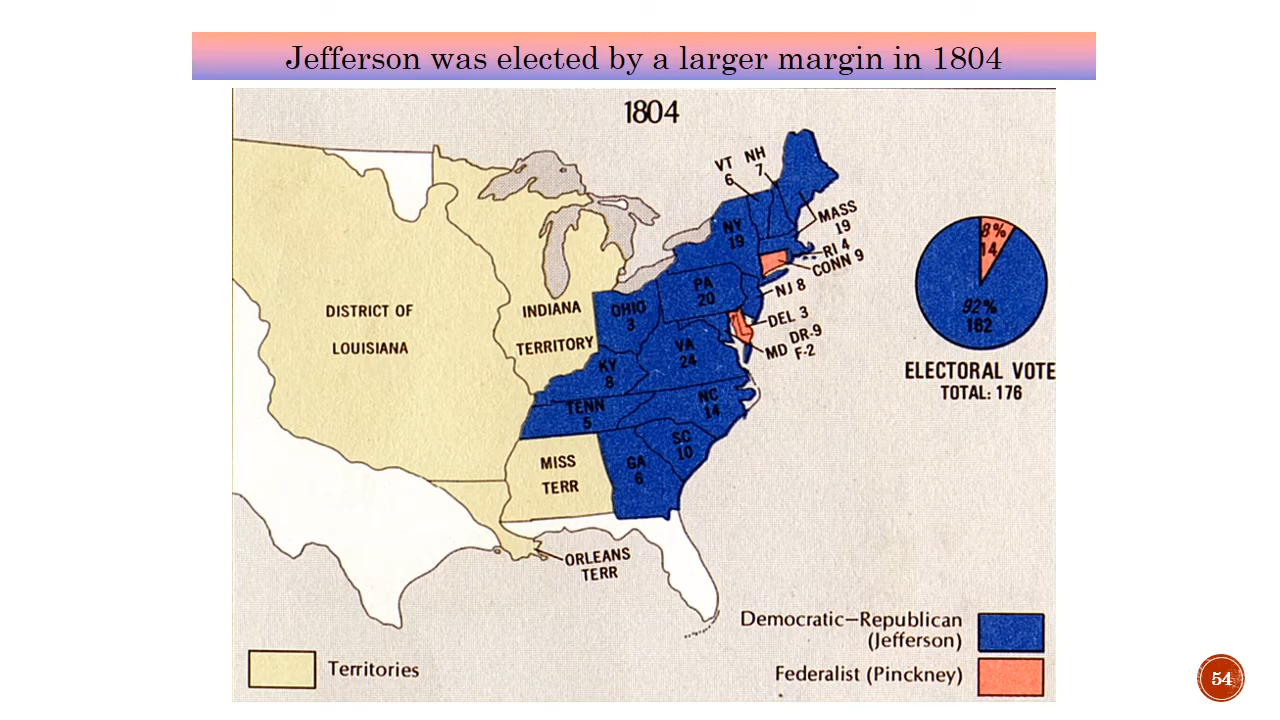 Jefferson was elected by a larger margin in 1804
1804
VT
6
NH
7
MASS
19
NY
19
RI 4
CONN 9
8%
14
92%
162
PA
20
NJ 8
DEL 3
MD DR-9
F-2
DISTRICT OF
LOUISIANA
INDIANA
TERRITORY
OHIO
3
VA
24
KY
8
ELECTORAL VOTE
TOTAL: 176
TENN
5
NC
14
SC
10
MISS
TERR
GA
6
ORLEANS
TERR
Democratic–Republican
(Jefferson)
Federalist (Pinckney)
Territories
54